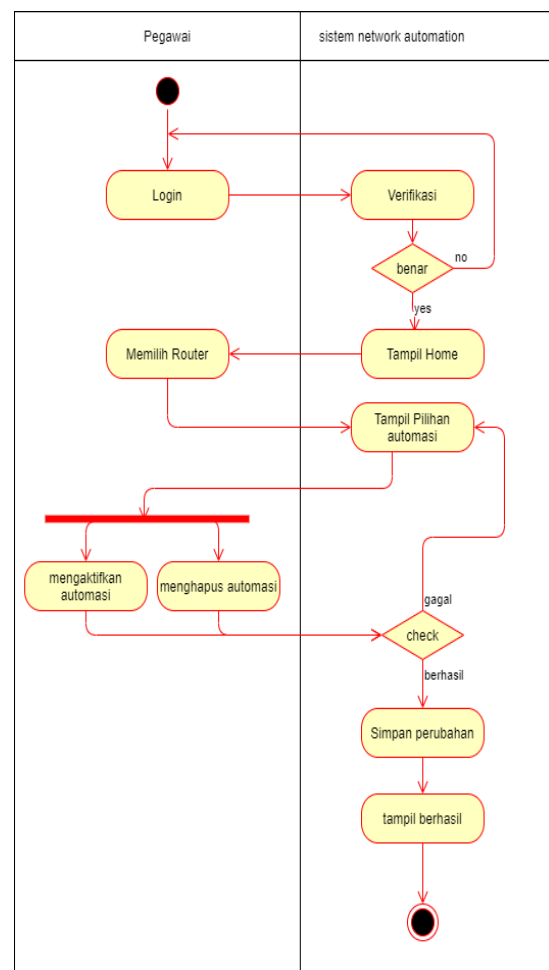 Pegawai
sistem network automation
Login
Verifikasi
benar
no
yes
Memilih Router
Tampil Home
Tampil Pilihan
automasi
mengaktifkan
automasi
menghapus automasi
gagal
check
berhasil
Simpan perubahan
tampil berhasil